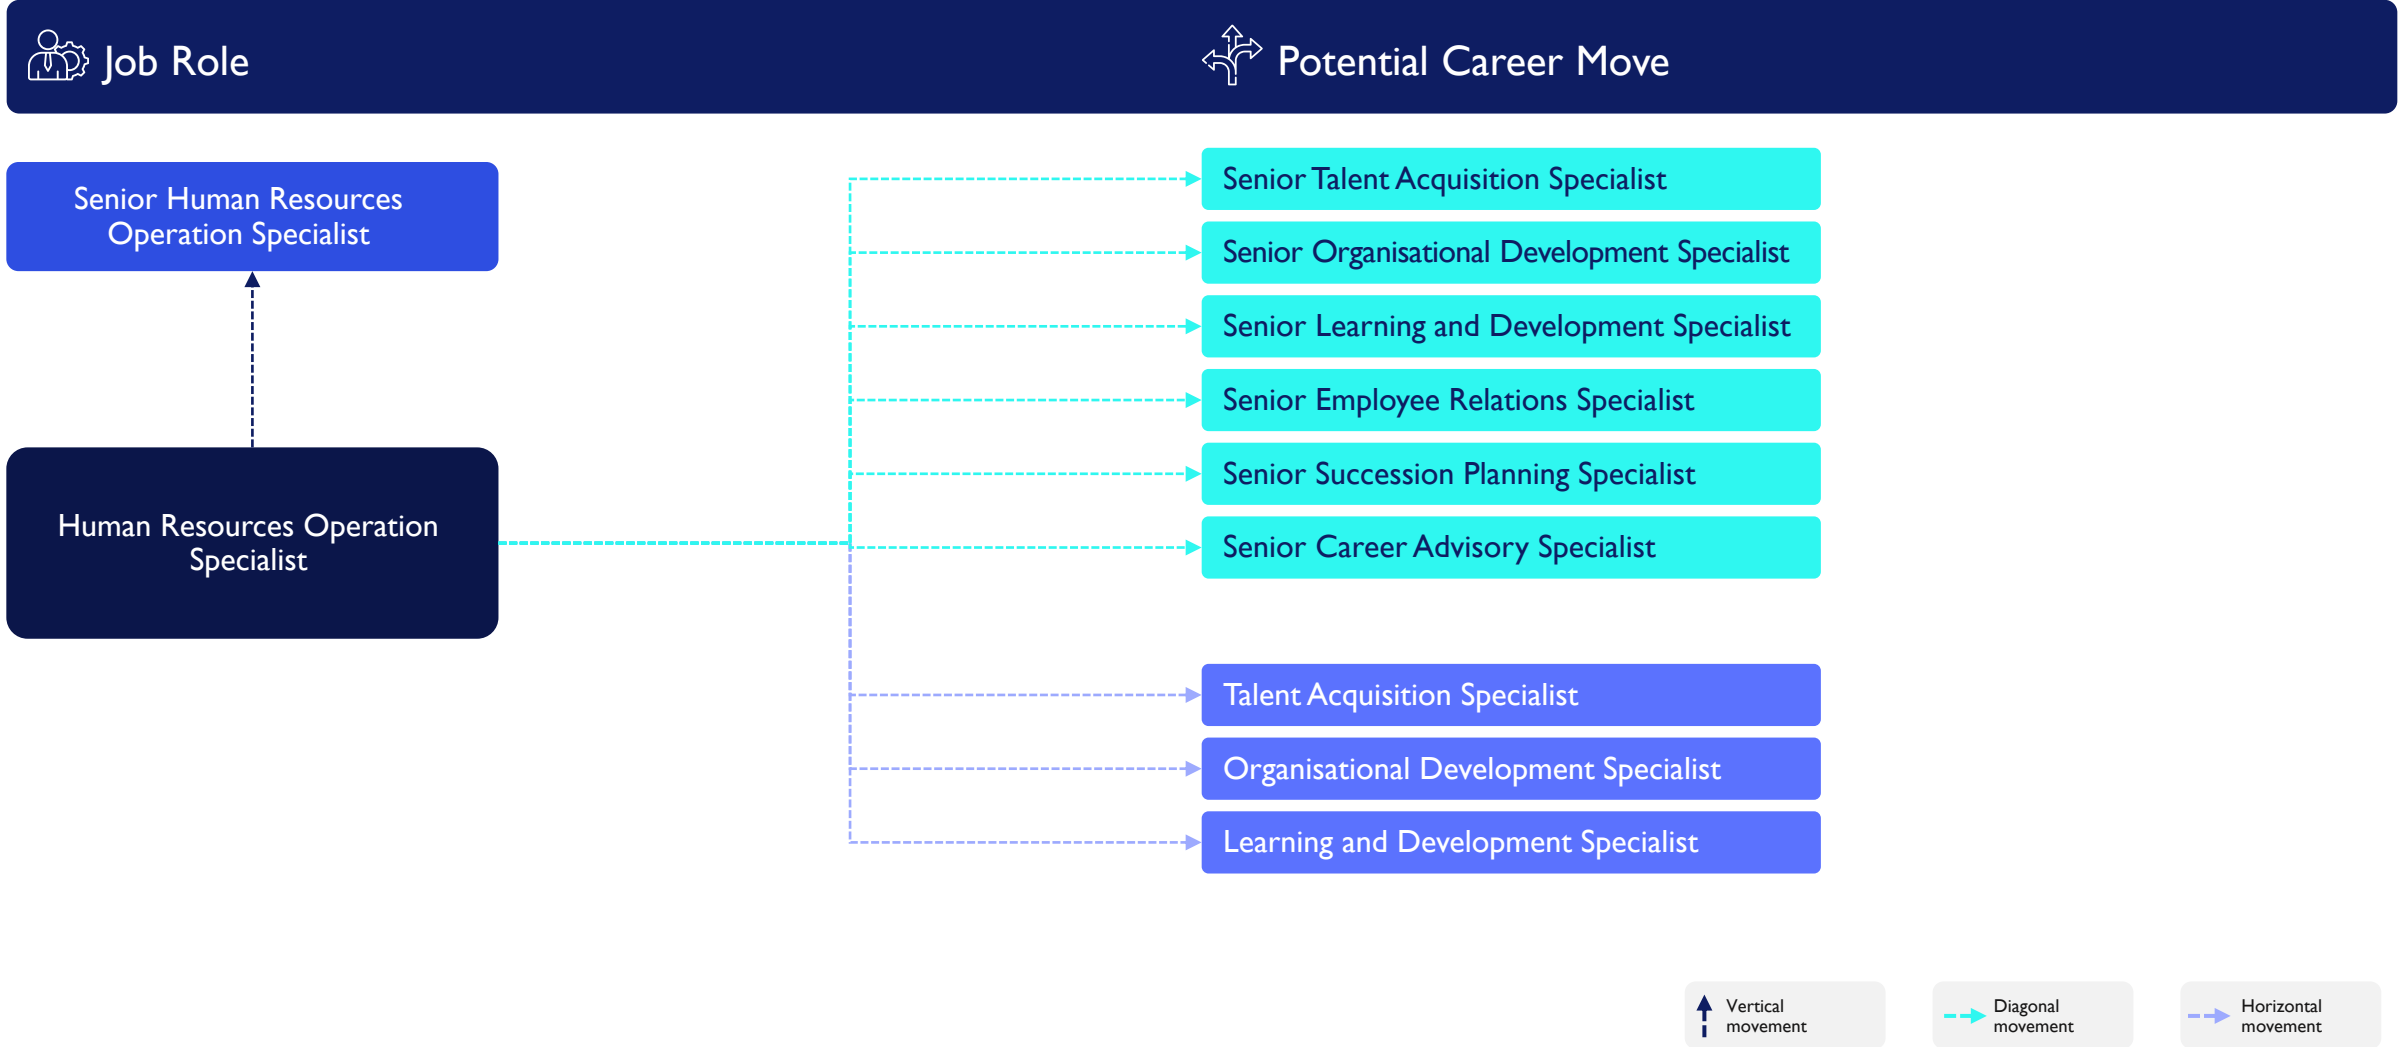 Job Role
Potential Career Move
Senior Human Resources
Operation Specialist
Human Resources Operation
Specialist
Senior Talent Acquisition Specialist
Senior Organisational Development Specialist
Senior Learning and Development Specialist
Senior Employee Relations Specialist
Senior Succession Planning Specialist
Senior Career Advisory Specialist
Talent Acquisition Specialist
Organisational Development Specialist
Learning and Development Specialist
Vertical
movement
Diagonal
movement
Horizontal
movement